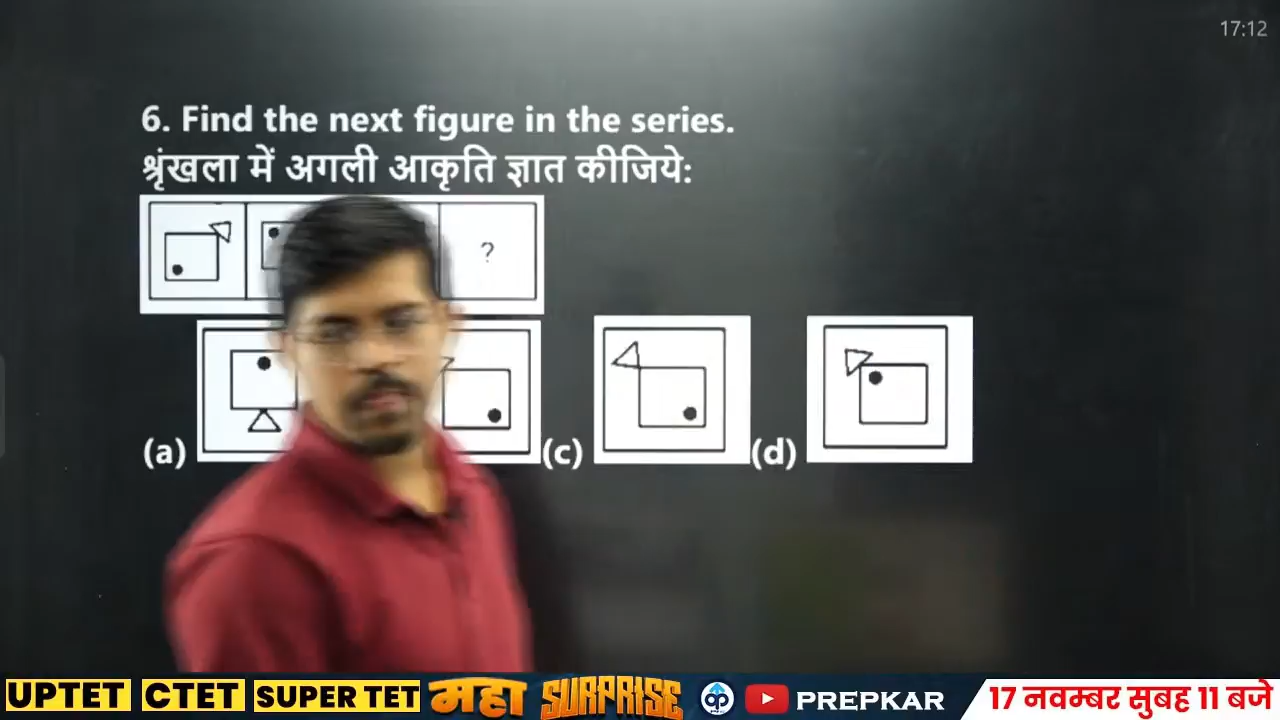 17:12
6. Find the next figure in the series.
श्रृंखला में अगली आकृति ज्ञात कीजिये:
?
(a)
(c)
(d)
UPTET CTET SUPER TET महा SURPRISE क़ PREPKAR 17 नवम्बर सुबह 11 बजे